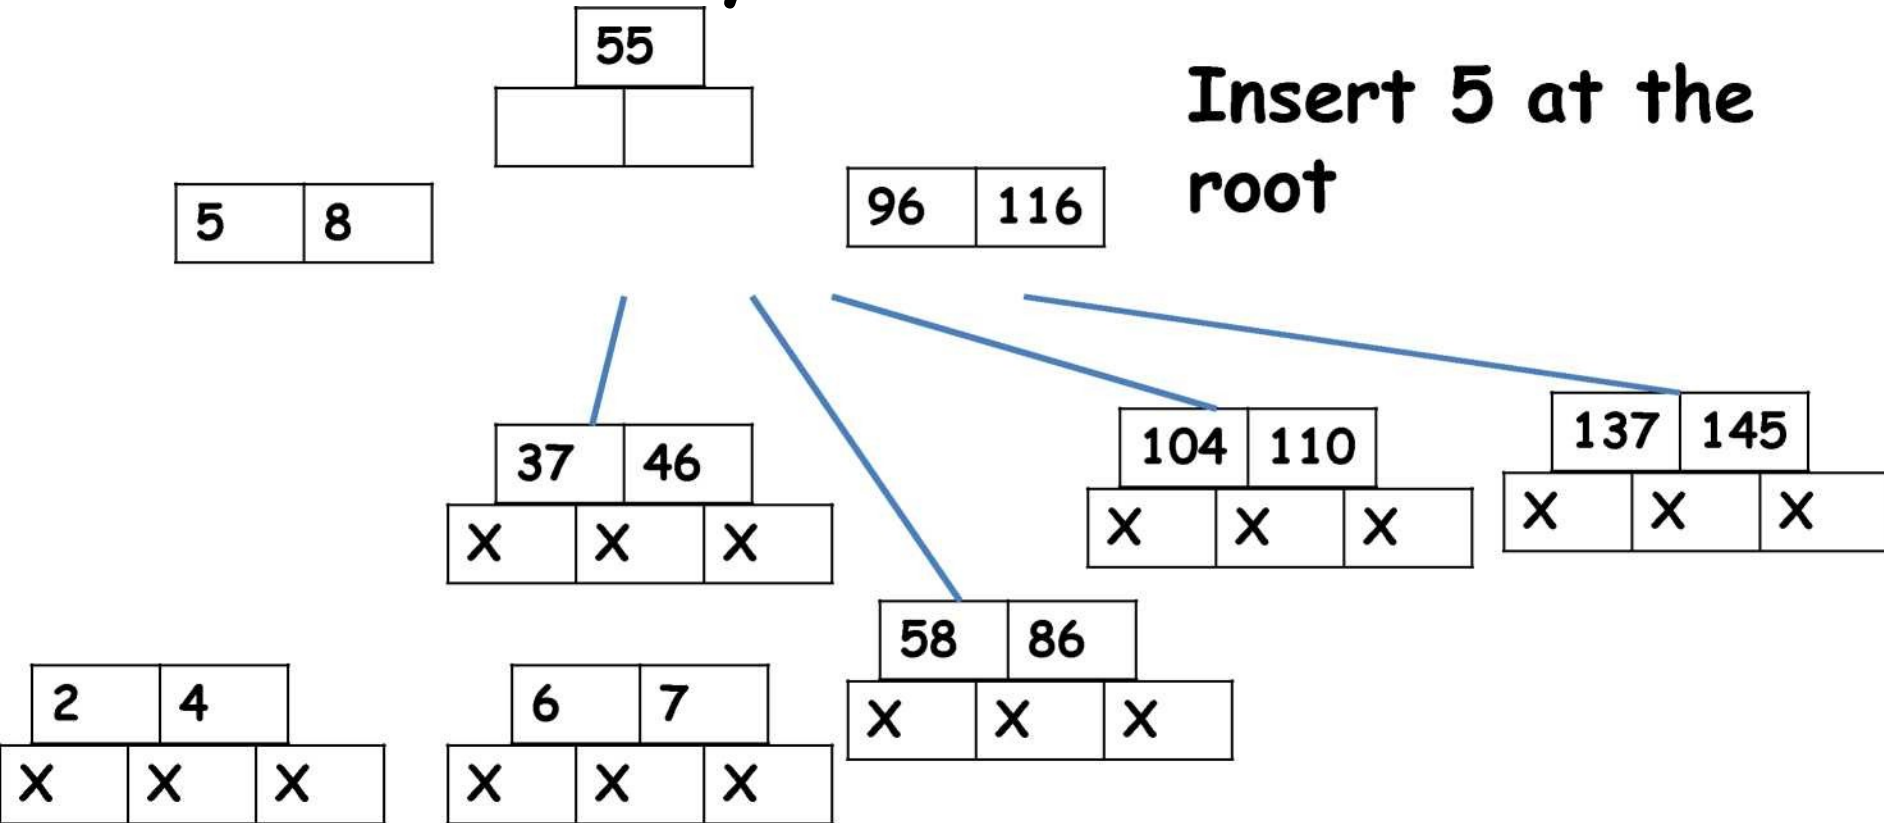 55
Insert 5 at the
root
5 8
96 116
37 46
X X X
104 110
X X X
137 145
X X X
58 86
X X X
2 4
X X X
6 7
X X X